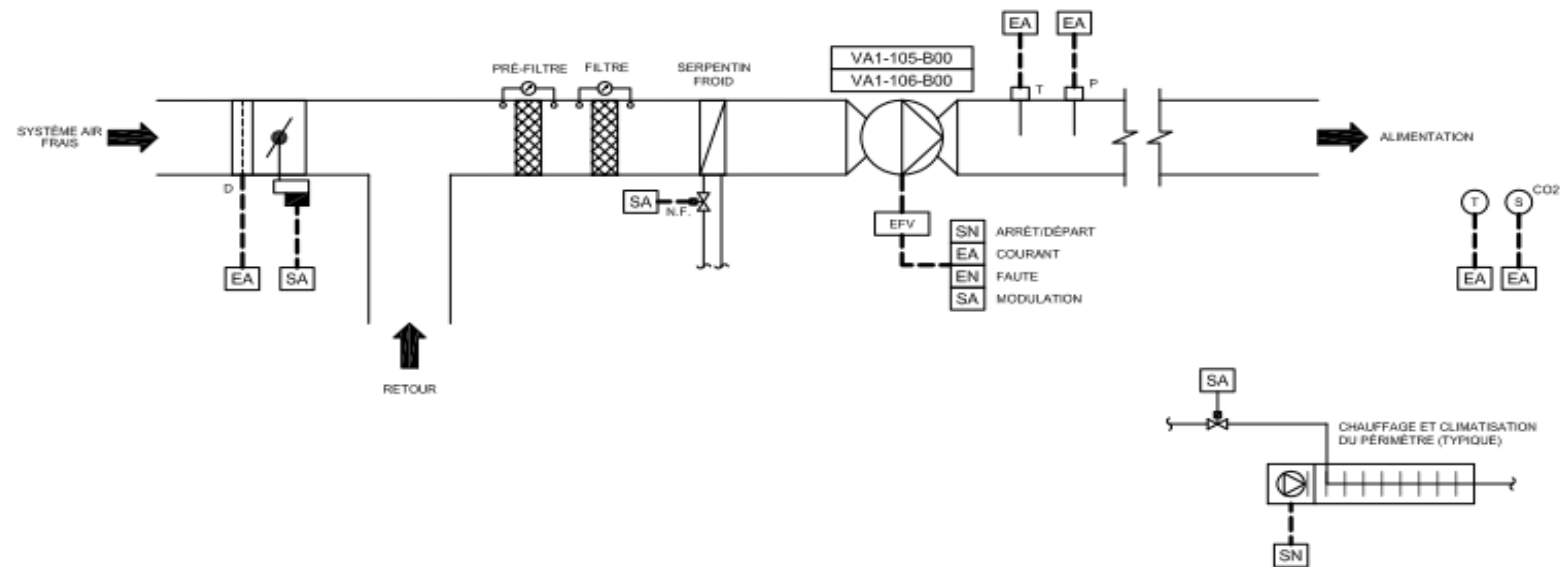 EA
EA
VA1-105-B00
VA1-106-B00
PRÉ-FILTRE
FILTRE
SERPENTIN
FROID
T
P
SYSTÈME AIR
FRAIS
ALIMENTATION
D
SA
N.F.
EFV
SN ARRÊT/DÉPART
EA COURANT
EN FAUTE
SA MODULATION
T
S
CO2
EA
SA
EA
EA
RETOUR
SA
CHAUFFAGE ET CLIMATISATION
DU PÉRIMÈTRE (TYPIQUE)
SN